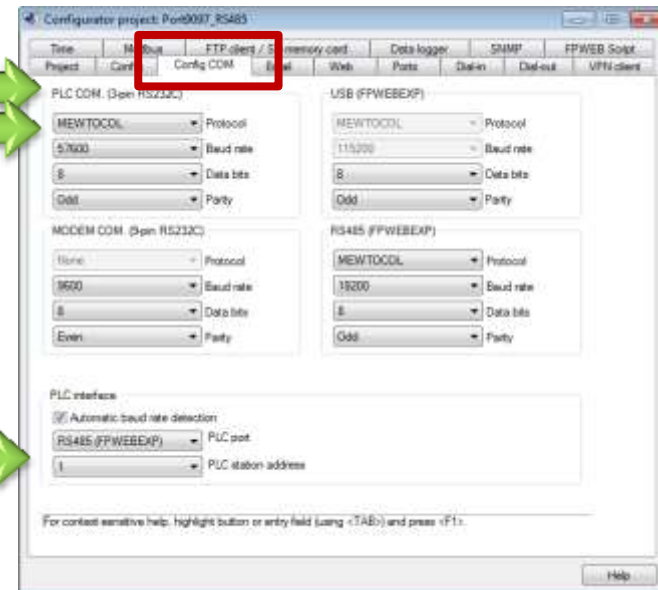 Configurator project: Port9097_RS485
Time Modbus FTP client / SD memory card Data logger SNMP FPWEB Script
Project Config Config COM Email Web Ports Dial-in Dial-out VPN client
PLC COM. (3-pin RS232C)
MEWTOCOL Protocol
57600 Baud rate
8 Data bits
Odd Parity
USB (FPWEBEXP)
MEWTOCOL Protocol
115200 Baud rate
8 Data bits
Odd Parity
MODEM COM. (9-pin RS232C)
None Protocol
9600 Baud rate
8 Data bits
Even Parity
RS485 (FPWEBEXP)
MEWTOCOL Protocol
19200 Baud rate
8 Data bits
Odd Parity
PLC interface
Automatic baud rate detection
RS485 (FPWEBEXP) PLC port
1 PLC station address
For context sensitive help, highlight button or entry field (using <TAB>) and press <F1>.
Help